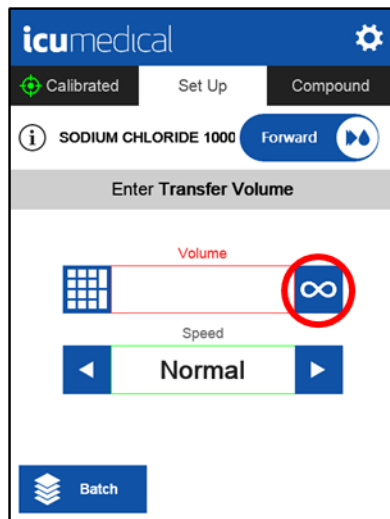 icumedical
Calibrated Set Up Compound
i SODIUM CHLORIDE 1000 Forward
Enter Transfer Volume
Volume
∞
Speed
Normal
Batch